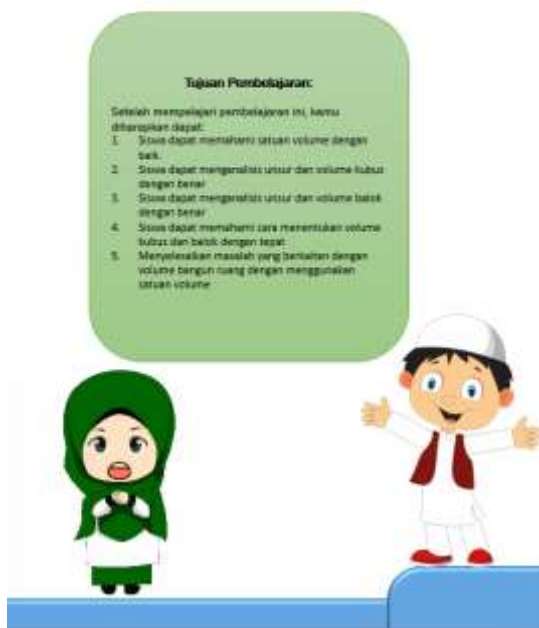 Tujuan Pembelajaran:
Setelah mempelajari pembelajaran ini, kamu
diharapkan dapat:
1. Siswa dapat memahami satuan volume dengan
baik.
2. Siswa dapat menganalisis unsur dan volume kubus
dengan benar
3. Siswa dapat menganalisis unsur dan volume balok
dengan benar
4. Siswa dapat memahami cara menentukan volume
kubus dan balok dengan tepat
5. Menyelesaikan masalah yang berkaitan dengan
volume bangun ruang dengan menggunakan
satuan volume